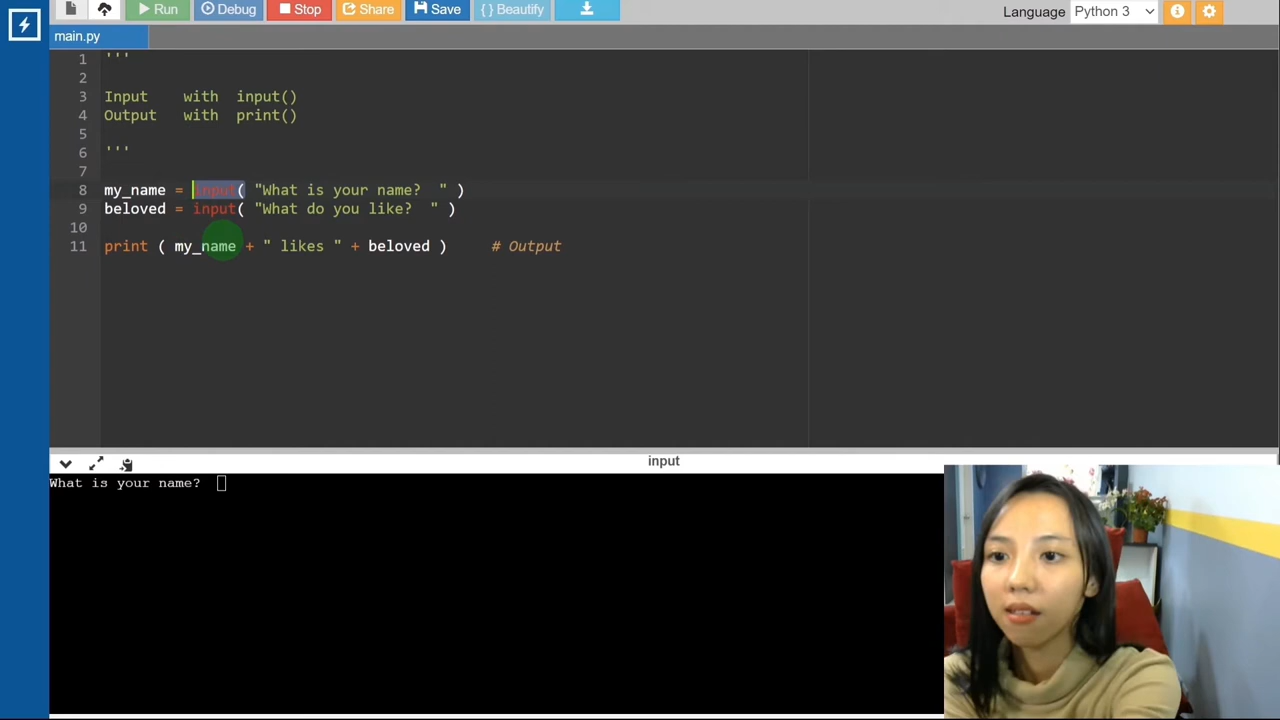 Run Debug Stop Share Save { } Beautify Language Python 3
main.py
1 '''
2
3 Input    with  input()
4 Output   with  print()
5
6 '''
7
8 my_name = input( "What is your name?  " )
9 beloved = input( "What do you like?  " )
10
11 print ( my_name + " likes " + beloved )     # Output
input
What is your name?